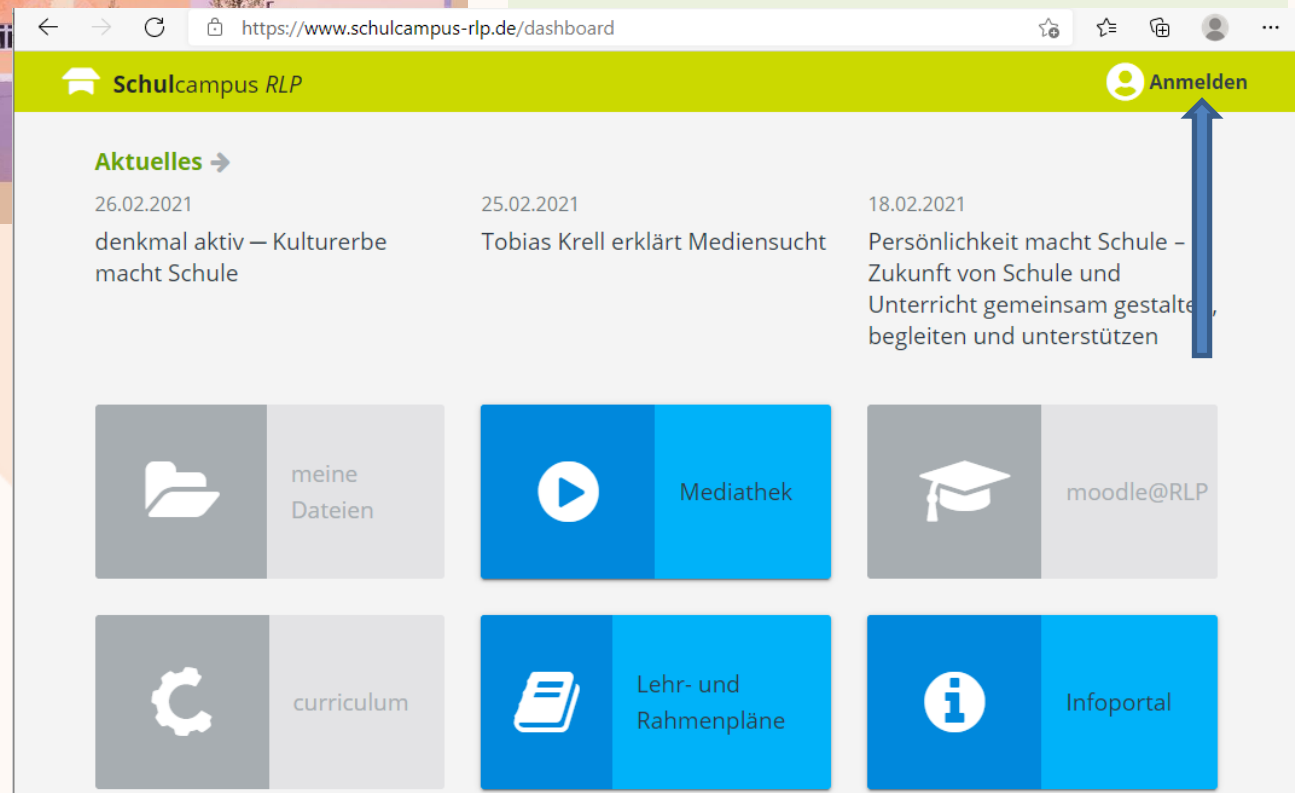 https://www.schulcampus-rlp.de/dashboard
Schulcampus RLP
Anmelden
Aktuelles
26.02.2021
denkmal aktiv — Kulturerbe
macht Schule
25.02.2021
Tobias Krell erklärt Mediensucht
18.02.2021
Persönlichkeit macht Schule –
Zukunft von Schule und
Unterricht gemeinsam gestalten,
begleiten und unterstützen
meine
Dateien
Mediathek
moodle@RLP
curriculum
Lehr- und
Rahmenpläne
Infoportal